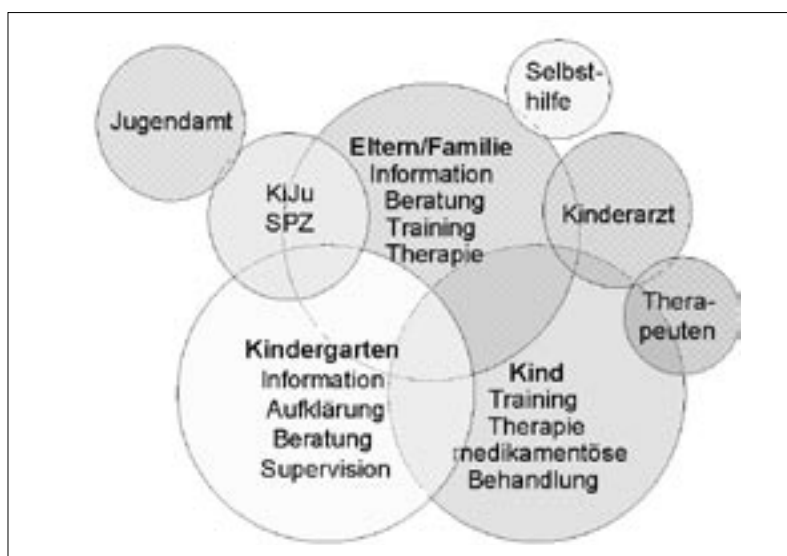 Jugendamt
Selbst-
hilfe
Eltern/Familie
Information
Beratung
Training
Therapie
KiJu
SPZ
Kinderarzt
Thera-
peuten
Kindergarten
Information
Aufklärung
Beratung
Supervision
Kind
Training
Therapie
medikamentöse
Behandlung